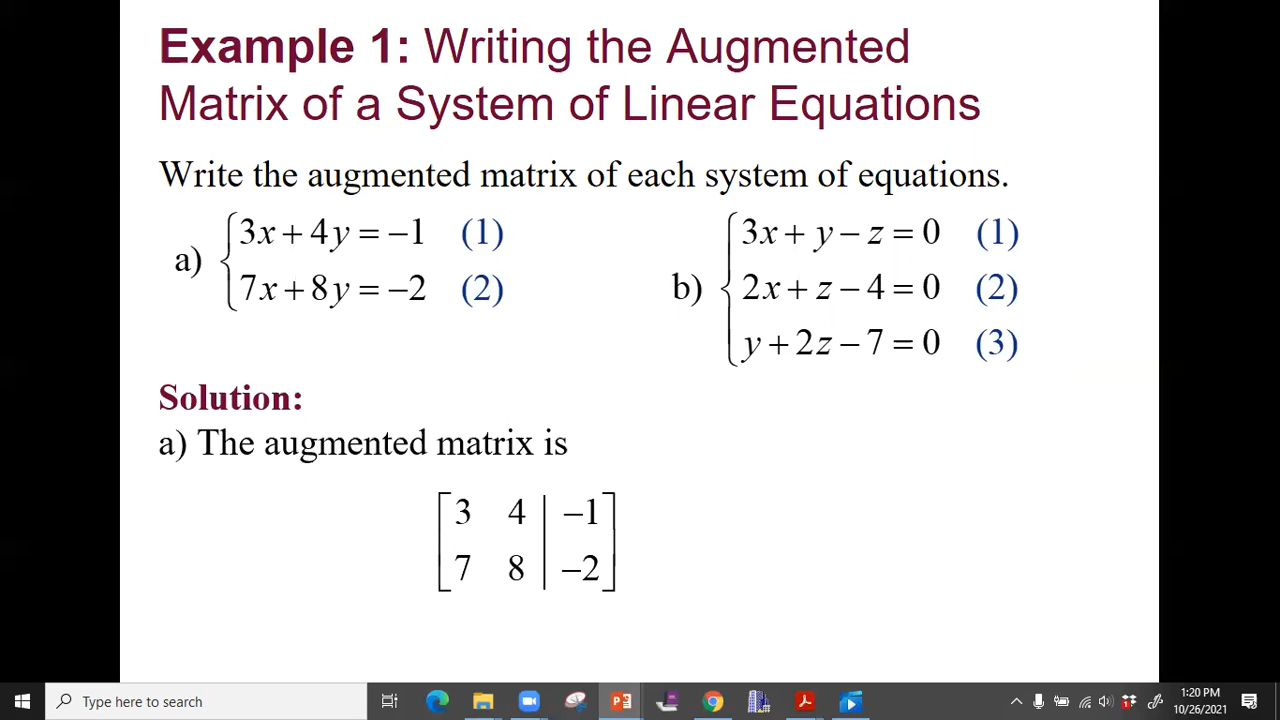 Example 1: Writing the Augmented
Matrix of a System of Linear Equations
Write the augmented matrix of each system of equations.
a) 3x + 4y = −1 (1)
7x + 8y = −2 (2)
b) 3x + y − z = 0 (1)
2x + z − 4 = 0 (2)
y + 2z − 7 = 0 (3)
Solution:
a) The augmented matrix is
3 4 | −1
7 8 | −2
Type here to search
1:20 PM
10/26/2021